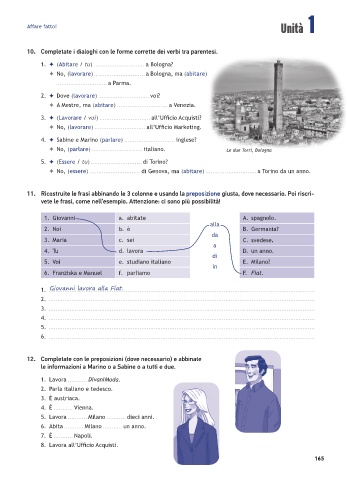 Affare fatto!
Unità 1
10. Completate i dialoghi con le forme corrette dei verbi tra parentesi.
1. ✦ (Abitare / tu) ........................ a Bologna?
✦ No, (lavorare) ........................ a Bologna, ma (abitare)
........................ a Parma.
2. ✦ Dove (lavorare) ........................ voi?
✦ A Mestre, ma (abitare) ........................ a Venezia.
3. ✦ (Lavorare / voi) ........................ all'Ufficio Acquisti?
✦ No, (lavorare) ........................ all'Ufficio Marketing.
4. ✦ Sabine e Marino (parlare) ........................ inglese?
✦ No, (parlare) ........................ italiano.
Le due Torri, Bologna
5. ✦ (Essere / tu) ........................ di Torino?
✦ No, (essere) ........................ di Genova, ma (abitare) ........................ a Torino da un anno.
11. Ricostruite le frasi abbinando le 3 colonne e usando la preposizione giusta, dove necessario. Poi riscri-
vete le frasi, come nell'esempio. Attenzione: ci sono più possibilità!
1. Giovanni a. abitate A. spagnolo.
alla
2. Noi b. è B. Germania?
da
3. Maria c. sei C. svedese.
a
4. Tu d. lavora D. un anno.
di
5. Voi e. studiano italiano E. Milano?
in
6. Franziska e Manuel f. parliamo F. Fiat.
1. Giovanni lavora alla Fiat.
2.
3.
4.
5.
6.
12. Completate con le preposizioni (dove necessario) e abbinate
le informazioni a Marino o a Sabine o a tutti e due.
1. Lavora ............ DivaniModa.
2. Parla italiano e tedesco.
3. È austriaca.
4. È ............ Vienna.
5. Lavora ............ Milano ............ dieci anni.
6. Abita ............ Milano ............ un anno.
7. È ............ Napoli.
8. Lavora all'Ufficio Acquisti.
165